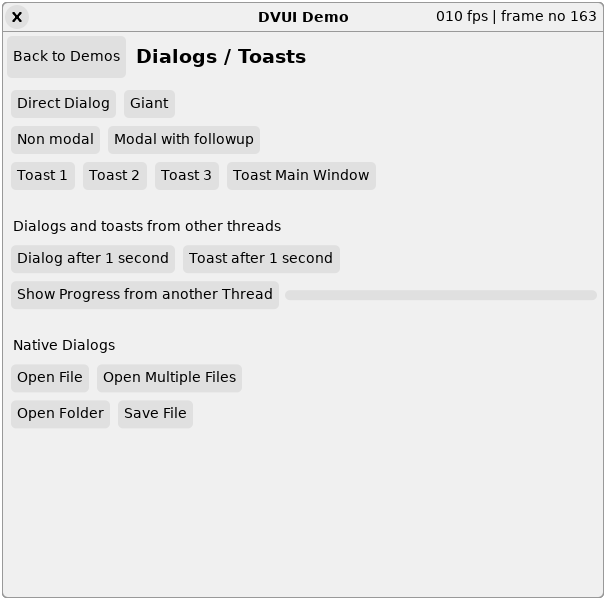 X DVUI Demo 010 fps | frame no 163
Back to Demos Dialogs / Toasts
Direct Dialog Giant
Non modal Modal with followup
Toast 1 Toast 2 Toast 3 Toast Main Window
Dialogs and toasts from other threads
Dialog after 1 second Toast after 1 second
Show Progress from another Thread
Native Dialogs
Open File Open Multiple Files
Open Folder Save File